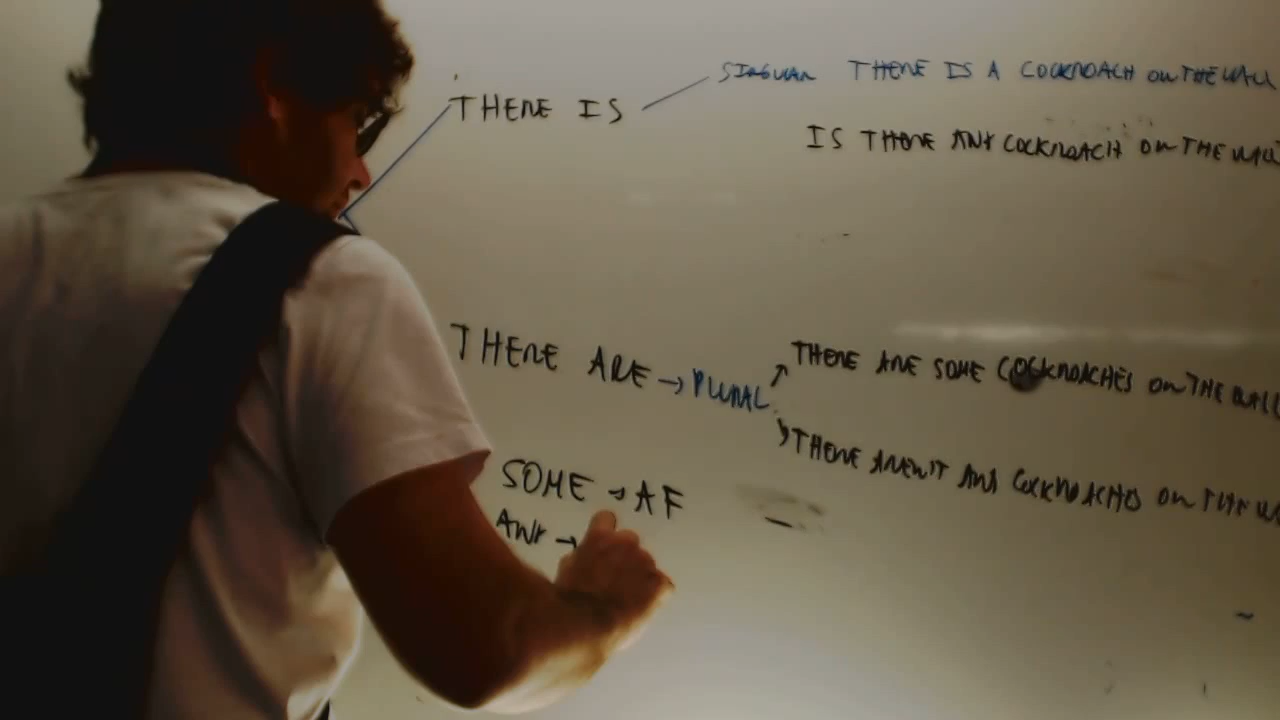 THERE IS
SINGULAR THERE IS A COCKROACH ON THE WALL
IS THERE ANY COCKROACH ON THE WALL
THERE ARE → PLURAL
THERE ARE SOME COCKROACHES ON THE WALL
THERE AREN'T ANY COCKROACHES ON THE
SOME → AF
ANY →